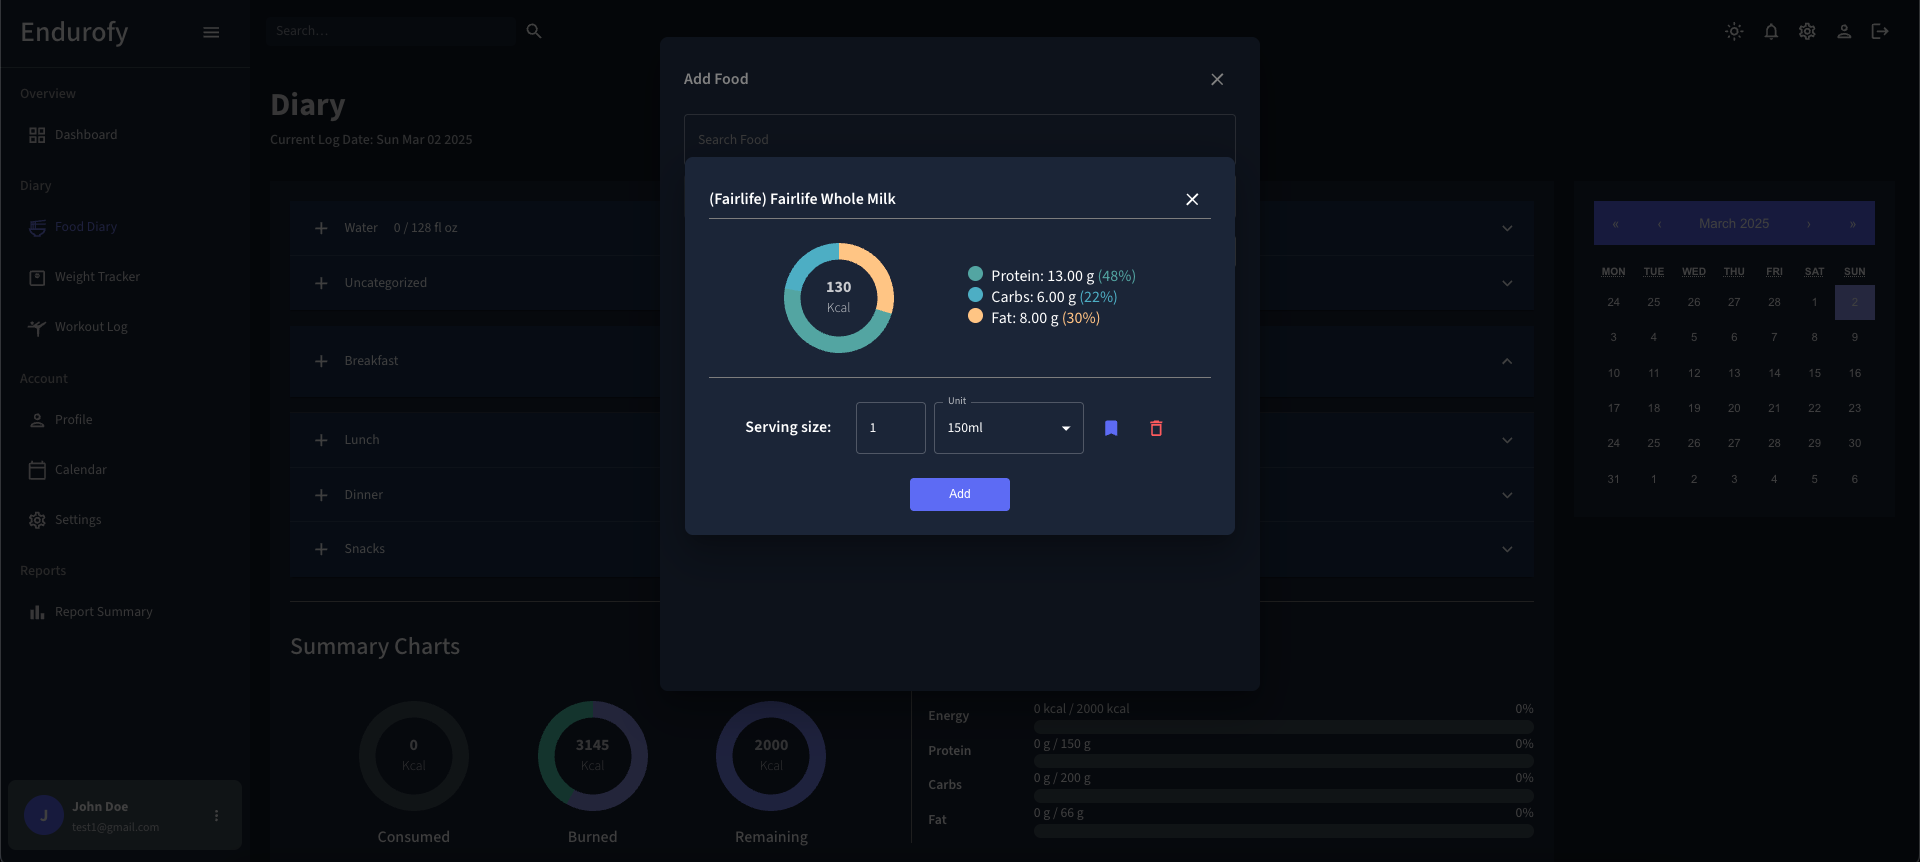 Endurofy
Search…
Overview
Dashboard
Diary
Food Diary
Weight Tracker
Workout Log
Account
Profile
Calendar
Settings
Reports
Report Summary
J
John Doe
test1@gmail.com
Diary
Current Log Date: Sun Mar 02 2025
Water 0 / 128 fl oz
Uncategorized
Breakfast
Lunch
Dinner
Snacks
Add Food
Search Food
(Fairlife) Fairlife Whole Milk
130
Kcal
Protein: 13.00 g (48%)
Carbs: 6.00 g (22%)
Fat: 8.00 g (30%)
Serving size:
1
Unit
150ml
Add
« ‹ March 2025 › »
MON TUE WED THU FRI SAT SUN
24 25 26 27 28 1 2
3 4 5 6 7 8 9
10 11 12 13 14 15 16
17 18 19 20 21 22 23
24 25 26 27 28 29 30
31 1 2 3 4 5 6
Summary Charts
0
Kcal
Consumed
3145
Kcal
Burned
2000
Kcal
Remaining
Energy 0 kcal / 2000 kcal 0%
Protein 0 g / 150 g 0%
Carbs 0 g / 200 g 0%
Fat 0 g / 66 g 0%